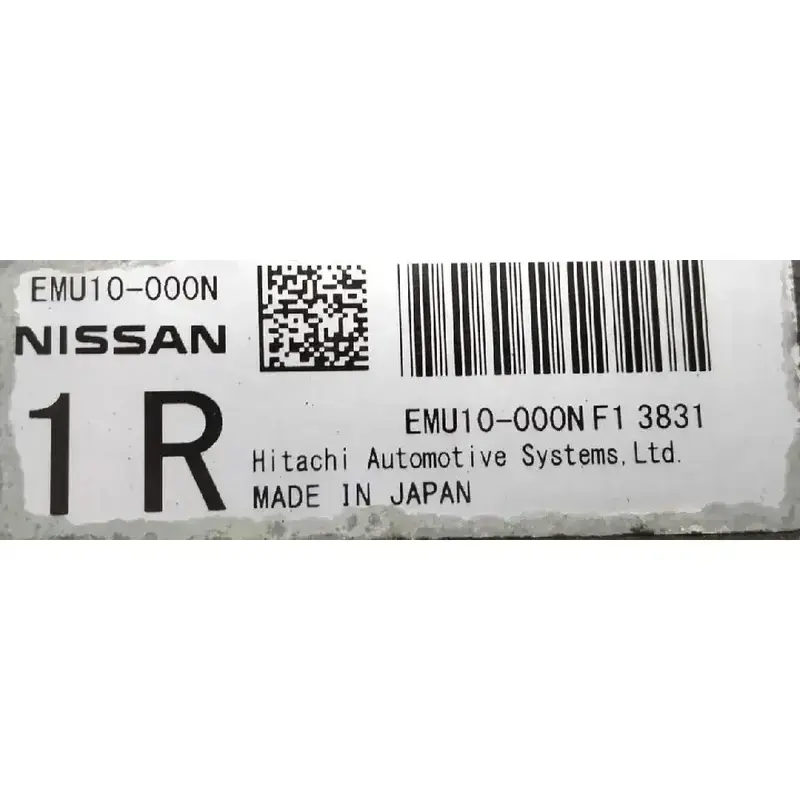 EMU10-000N
NISSAN
1R
EMU10-000N F1 3831
Hitachi Automotive Systems, Ltd.
MADE IN JAPAN